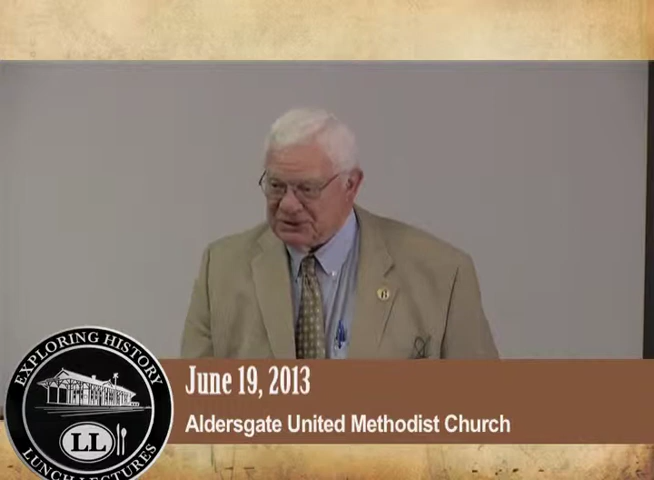 June 19, 2013
Aldersgate United Methodist Church
EXPLORING HISTORY
LL
LUNCH LECTURES